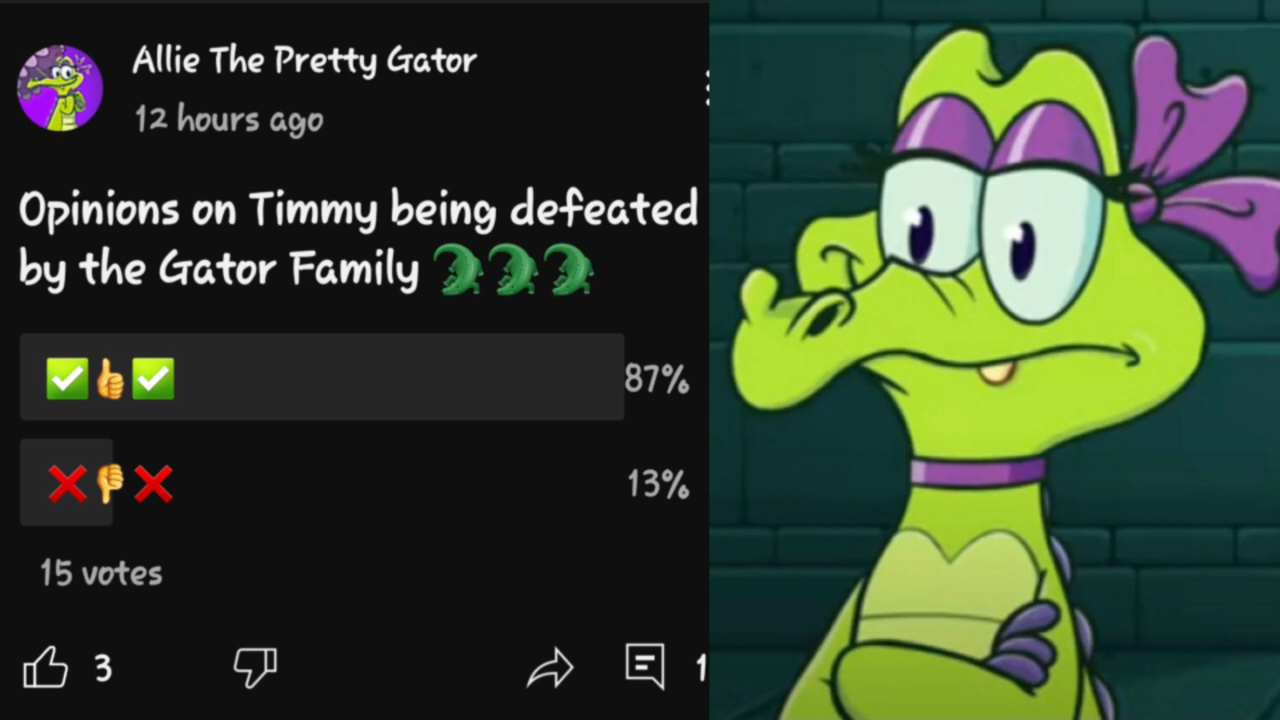 Allie The Pretty Gator
12 hours ago
Opinions on Timmy being defeated
by the Gator Family 🐊🐊🐊
✅👍✅ 87%
❌👎❌ 13%
15 votes
3
1